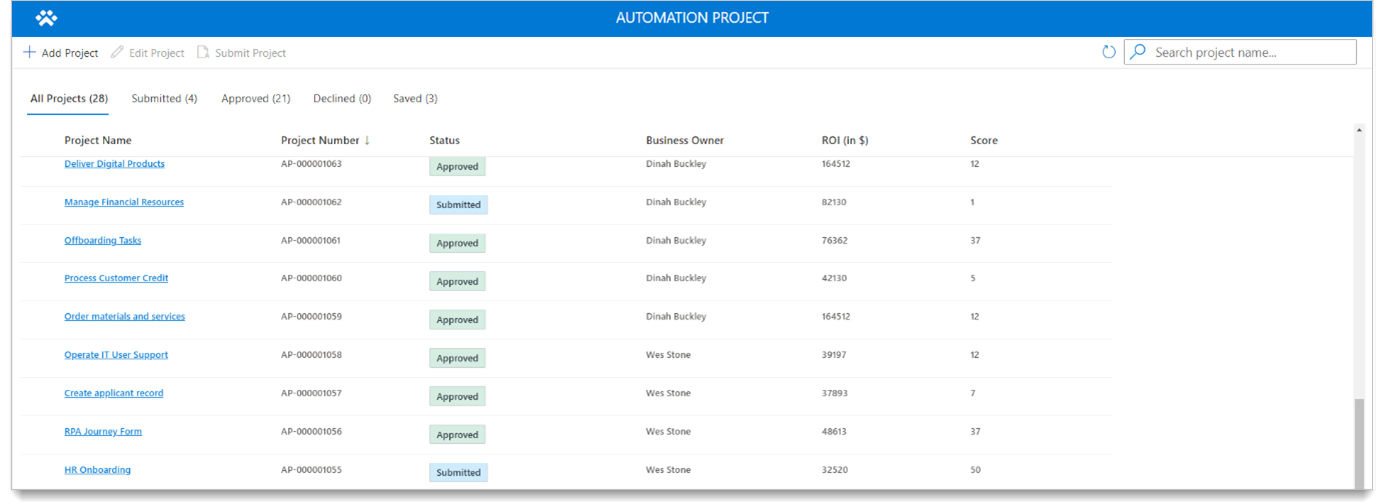 AUTOMATION PROJECT
Add Project Edit Project Submit Project Search project name...
All Projects (28) Submitted (4) Approved (21) Declined (0) Saved (3)
Project Name Project Number ↓ Status Business Owner ROI (in $) Score
Deliver Digital Products AP-000001063 Approved Dinah Buckley 164512 12
Manage Financial Resources AP-000001062 Submitted Dinah Buckley 82130 1
Offboarding Tasks AP-000001061 Approved Dinah Buckley 76362 37
Process Customer Credit AP-000001060 Approved Dinah Buckley 42130 5
Order materials and services AP-000001059 Approved Dinah Buckley 164512 12
Operate IT User Support AP-000001058 Approved Wes Stone 39197 12
Create applicant record AP-000001057 Approved Wes Stone 37893 7
RPA Journey Form AP-000001056 Approved Wes Stone 48613 37
HR Onboarding AP-000001055 Submitted Wes Stone 32520 50